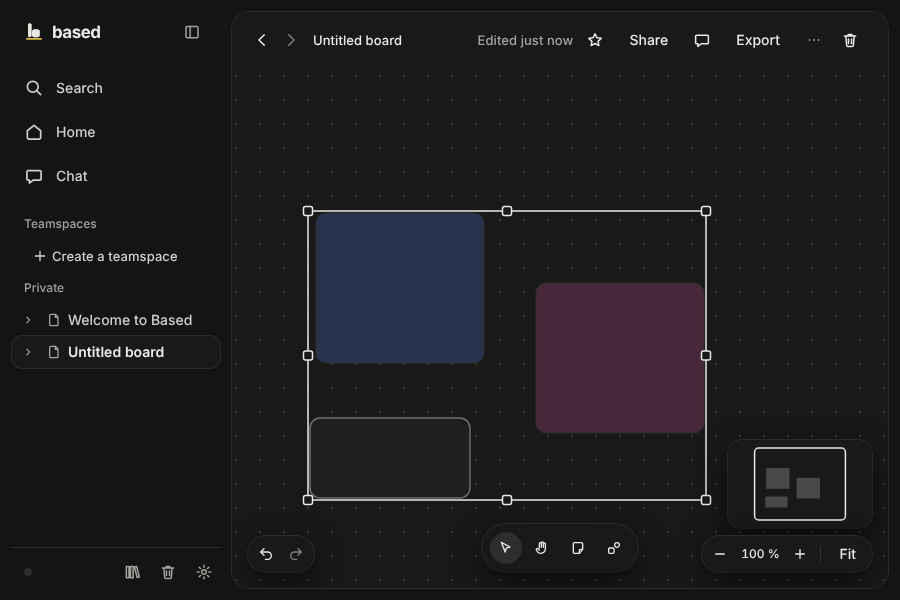 based
Search
Home
Chat
Teamspaces
Create a teamspace
Private
Welcome to Based
Untitled board
Untitled board
Edited just now
Share
Export
100 %
Fit